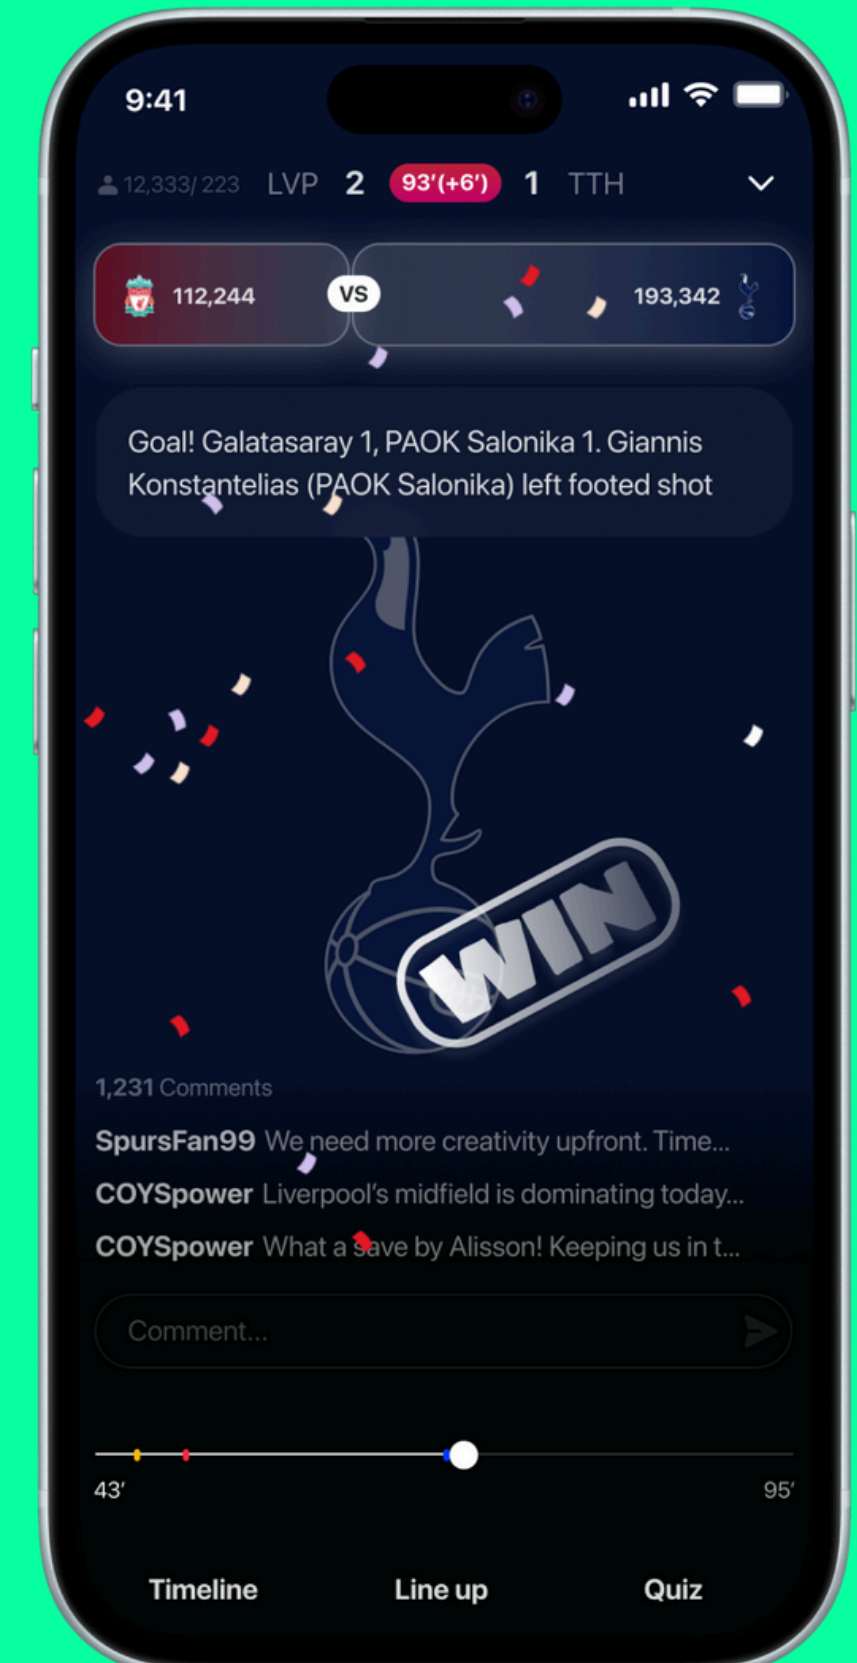 9:41
12,333/ 223 LVP 2 93′(+6′) 1 TTH
112,244 VS 193,342
Goal! Galatasaray 1, PAOK Salonika 1. Giannis
Konstantelias (PAOK Salonika) left footed shot
WIN
1,231 Comments
SpursFan99 We need more creativity upfront. Time...
COYSpower Liverpool's midfield is dominating today...
COYSpower What a save by Alisson! Keeping us in t...
Comment...
43′ 95′
Timeline Line up Quiz